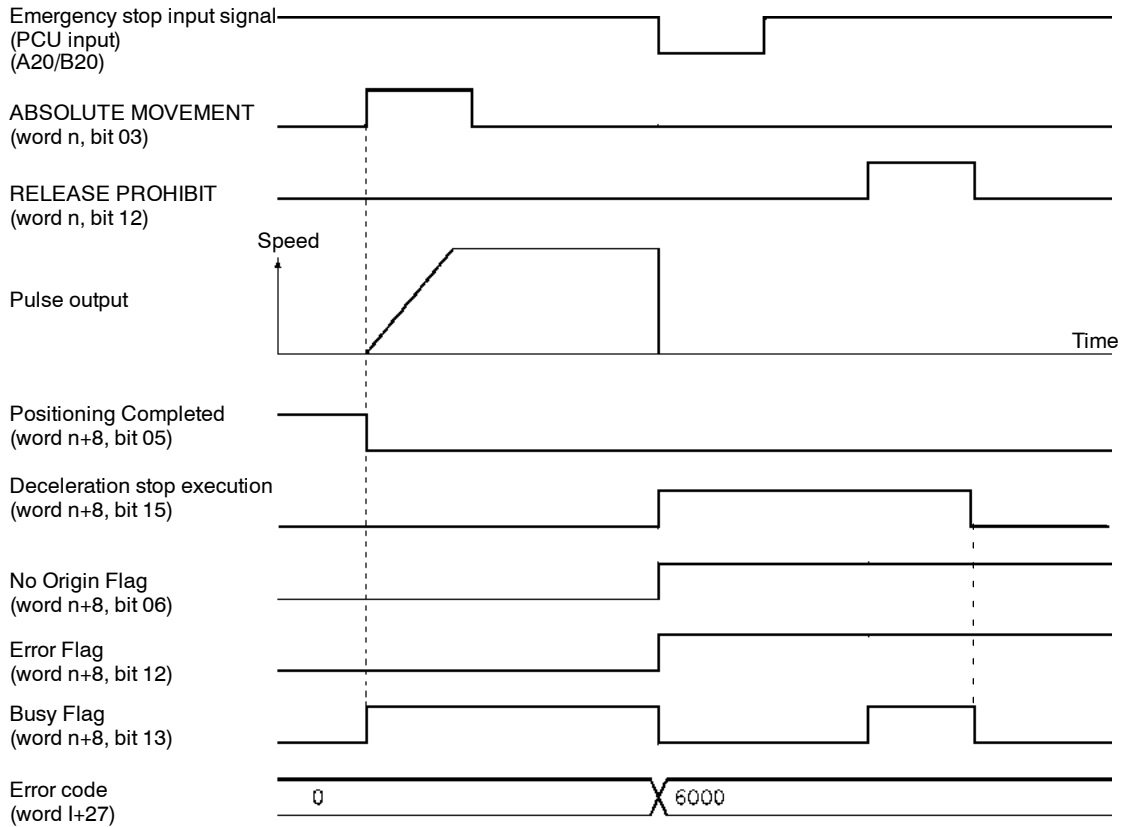 Emergency stop input signal
(PCU input)
(A20/B20)
ABSOLUTE MOVEMENT
(word n, bit 03)
RELEASE PROHIBIT
(word n, bit 12)
Speed
Pulse output
Time
Positioning Completed
(word n+8, bit 05)
Deceleration stop execution
(word n+8, bit 15)
No Origin Flag
(word n+8, bit 06)
Error Flag
(word n+8, bit 12)
Busy Flag
(word n+8, bit 13)
Error code
(word l+27)
0
6000